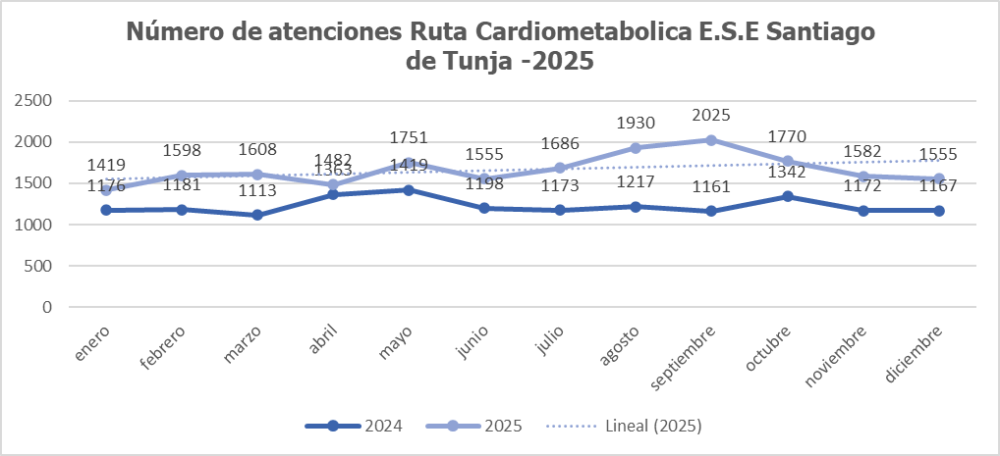 Número de atenciones Ruta Cardiometabolica E.S.E Santiago
de Tunja -2025
2500
2000
1500
1000
500
0
1419 1598 1608 1482 1751 1555 1686 1930 2025 1770 1582 1555
1176 1181 1113 1363 1419 1198 1173 1217 1161 1342 1172 1167
enero febrero marzo abril mayo junio julio agosto septiembre octubre noviembre diciembre
2024 2025 Lineal (2025)